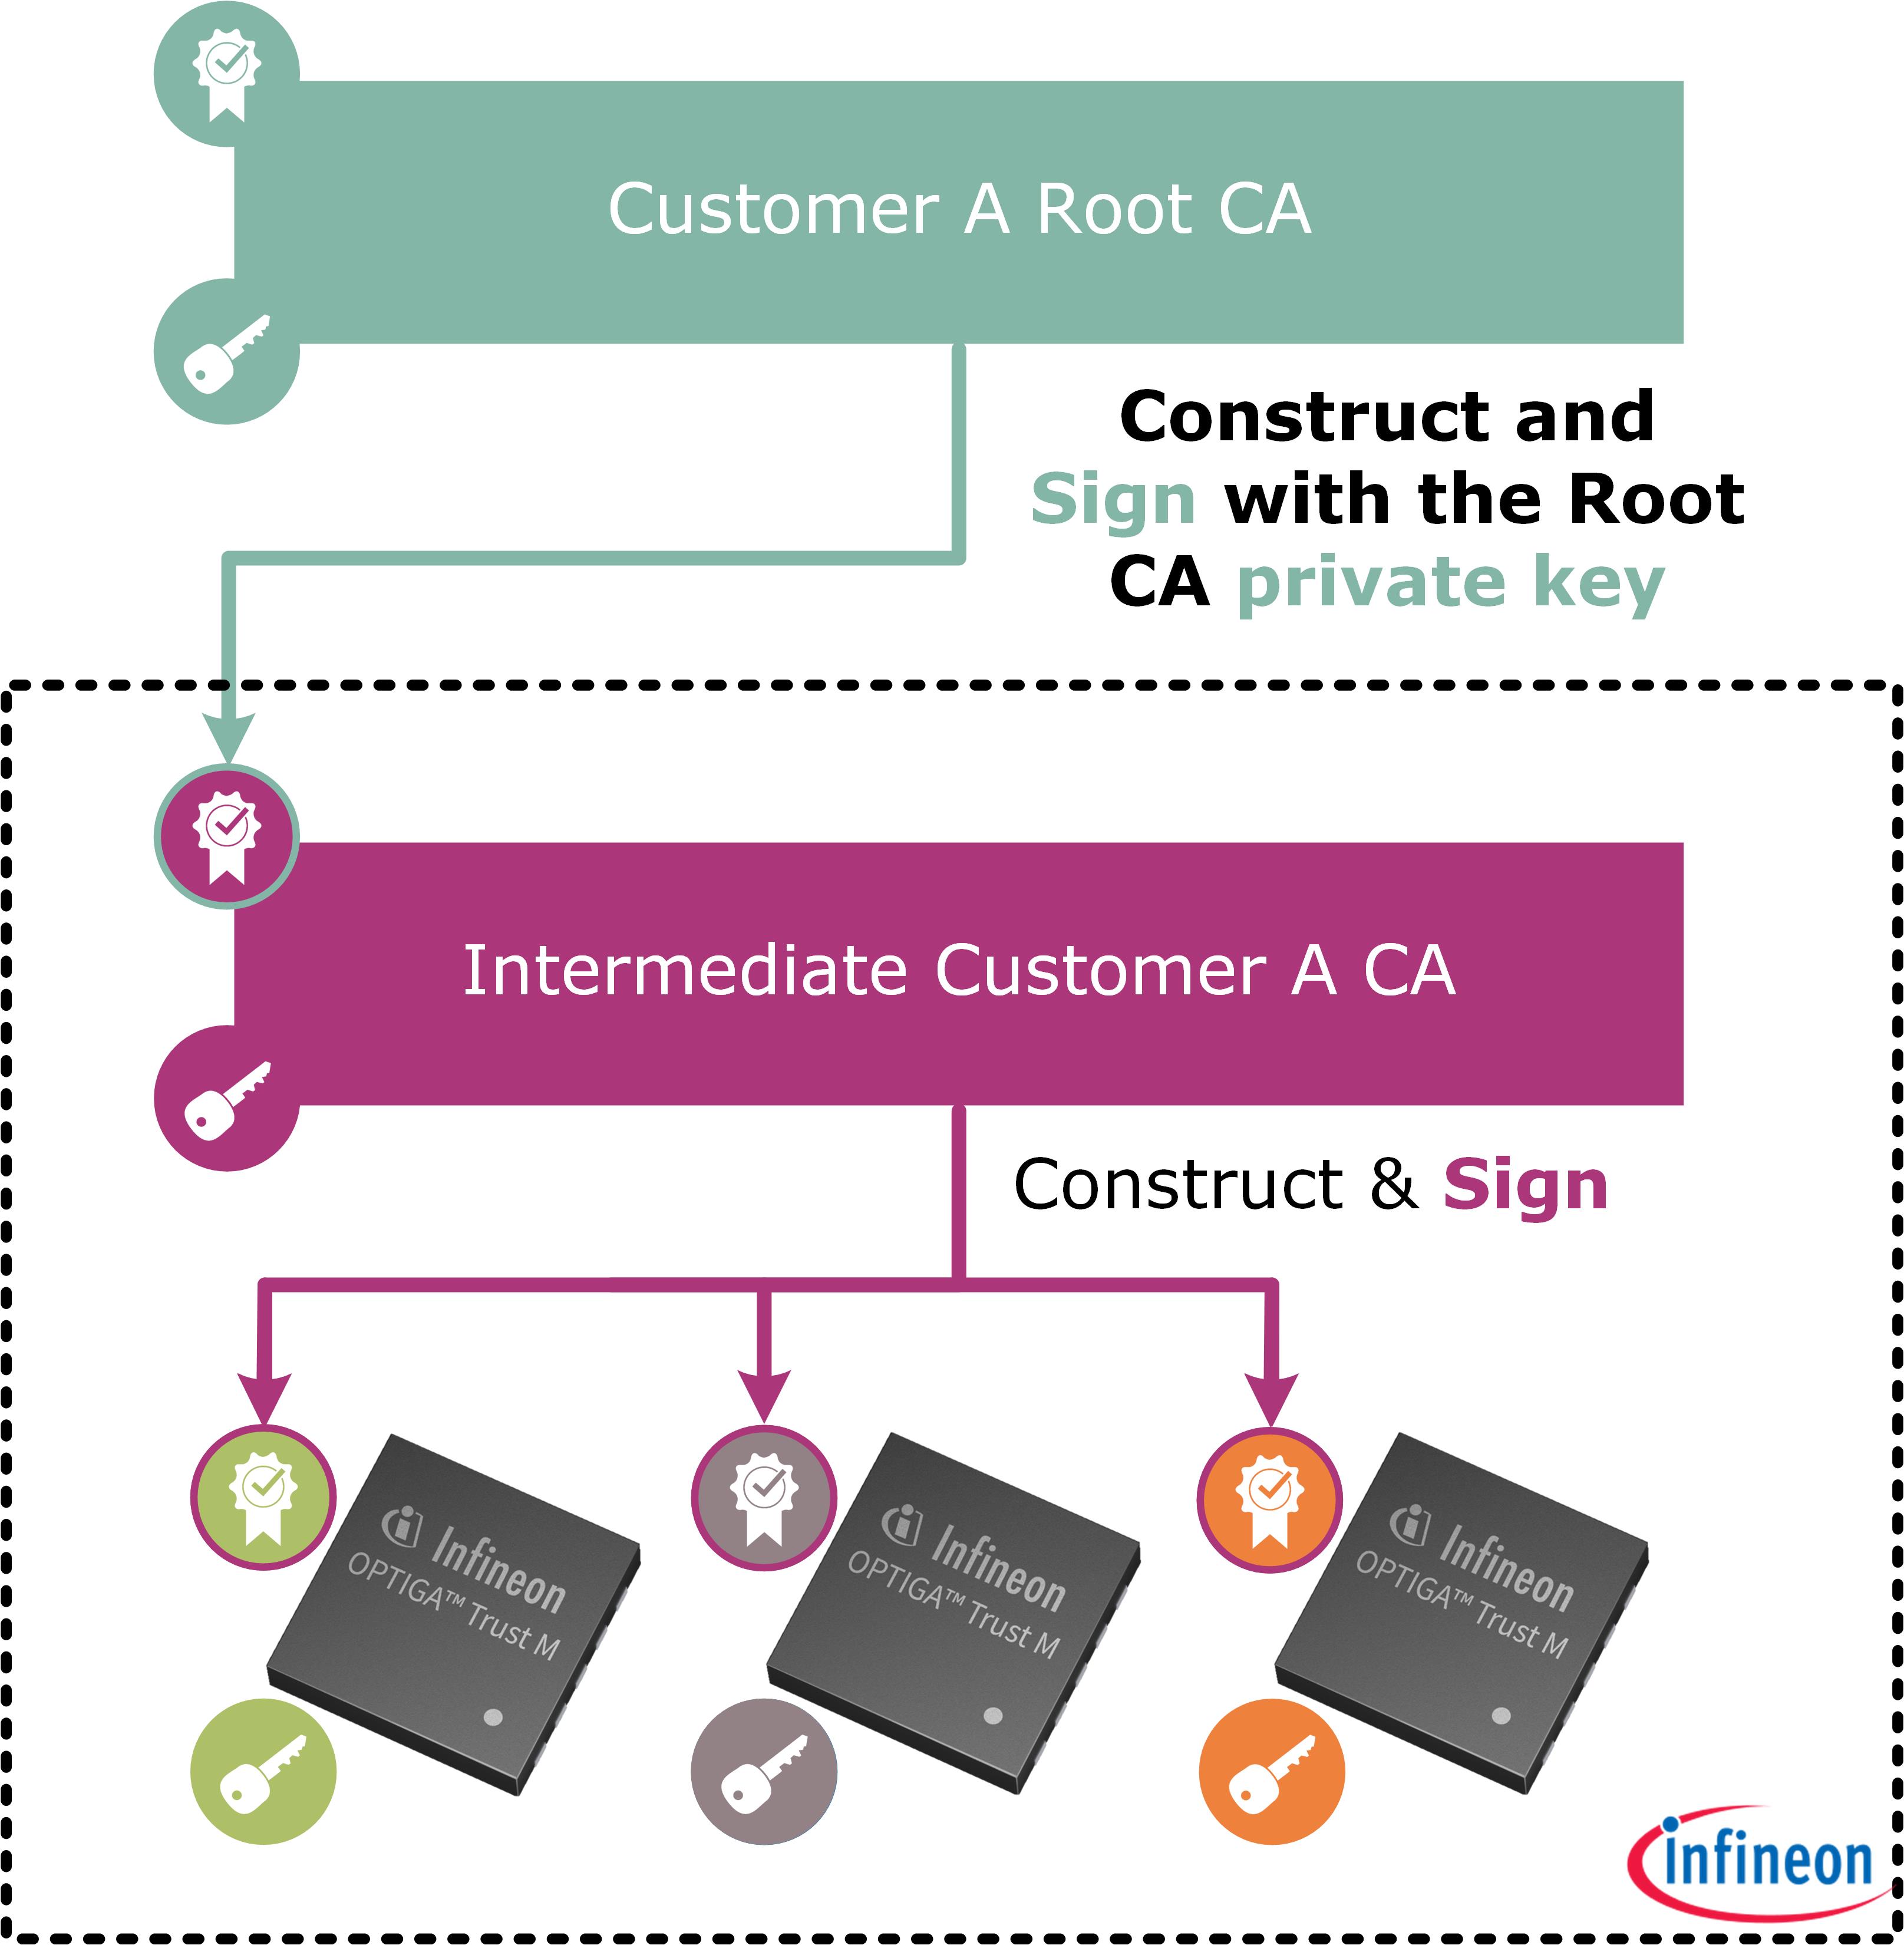 Customer A Root CA
Construct and
Sign with the Root
CA private key
Intermediate Customer A CA
Construct & Sign
Infineon
OPTIGA™ Trust M
Infineon
OPTIGA™ Trust M
Infineon
OPTIGA™ Trust M
infineon